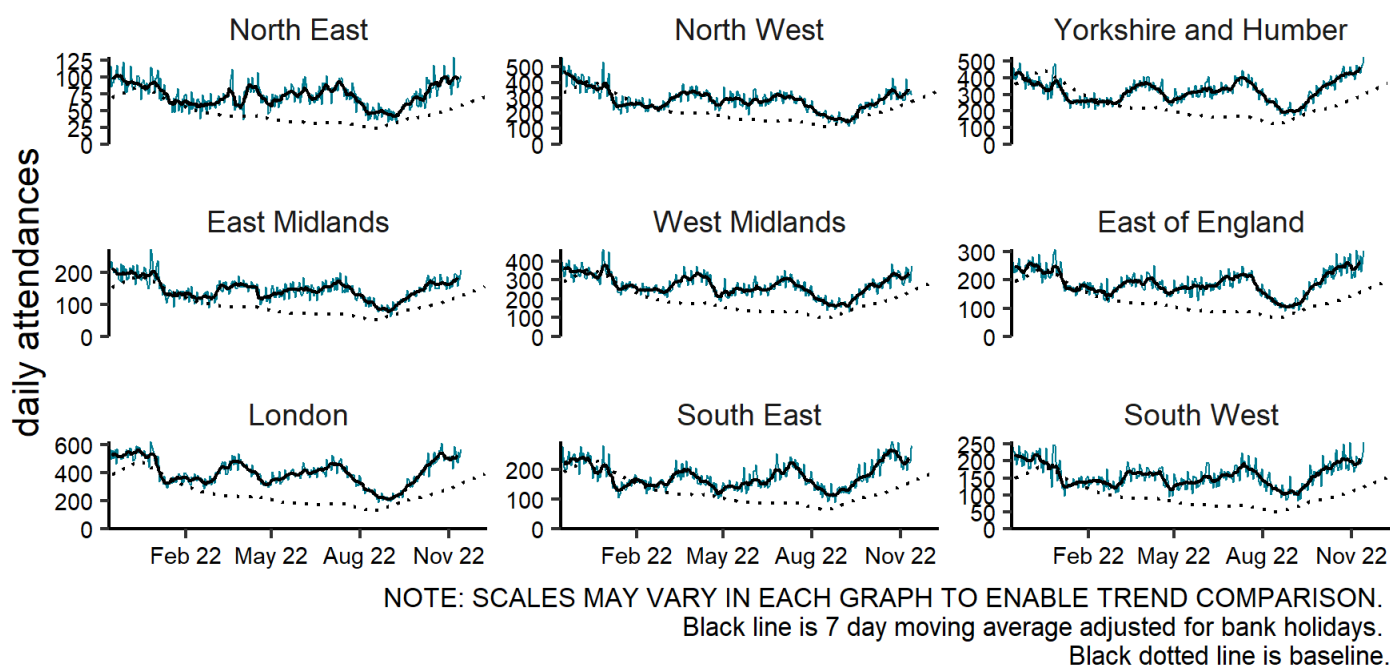 daily attendances
North East
125
100
75
50
25
0
North West
500
400
300
200
100
0
Yorkshire and Humber
500
400
300
200
100
0
East Midlands
200
100
0
West Midlands
400
300
200
100
0
East of England
300
200
100
0
London
600
400
200
0
Feb 22 May 22 Aug 22 Nov 22
South East
200
100
0
Feb 22 May 22 Aug 22 Nov 22
South West
250
200
150
100
50
0
Feb 22 May 22 Aug 22 Nov 22
NOTE: SCALES MAY VARY IN EACH GRAPH TO ENABLE TREND COMPARISON.
Black line is 7 day moving average adjusted for bank holidays.
Black dotted line is baseline.